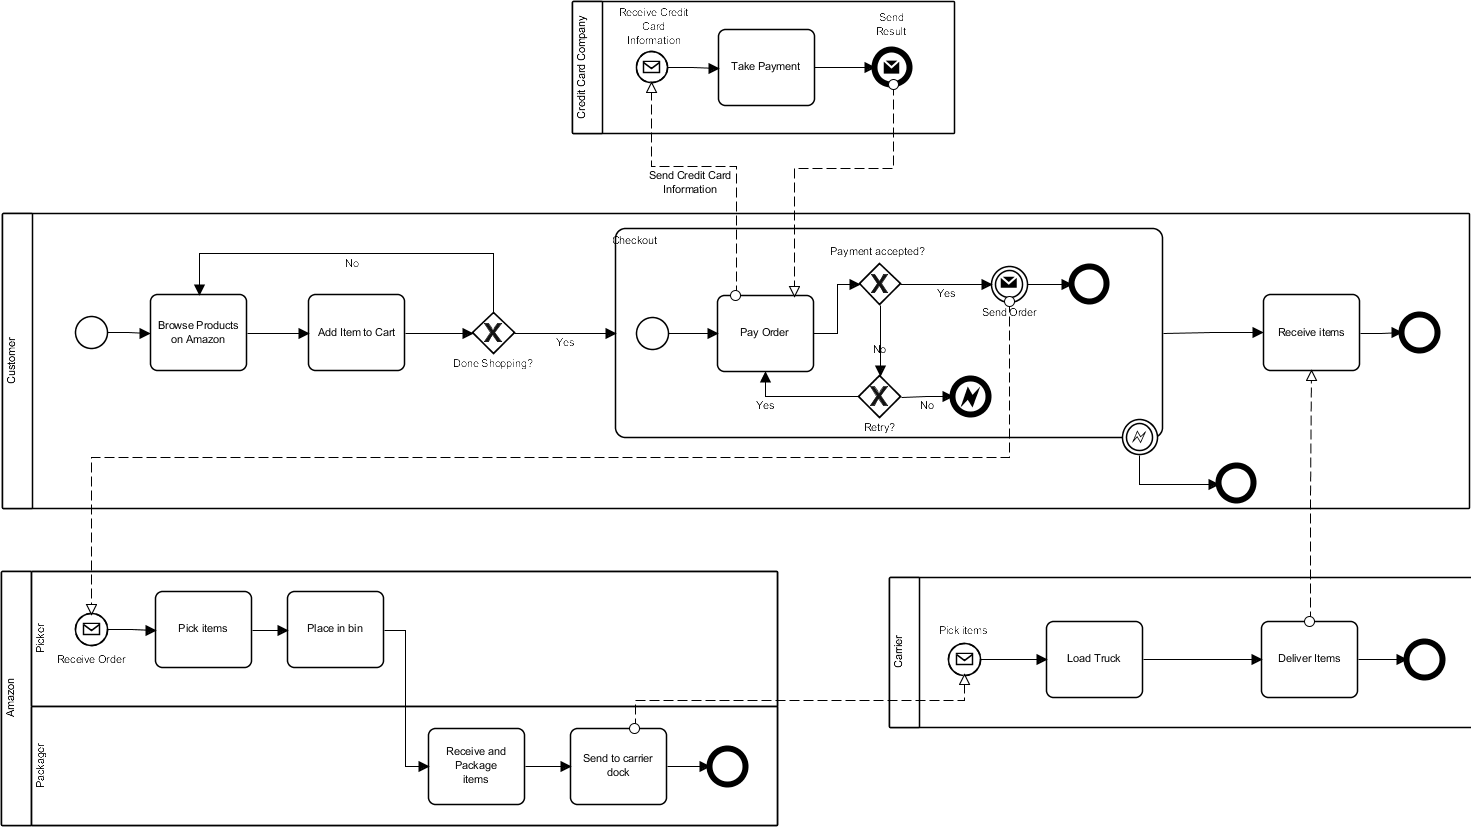 Credit Card Company
Receive Credit
Card
Information
Take Payment
Send
Result
Send Credit Card
Information
Customer
Browse Products
on Amazon
Add Item to Cart
No
Done Shopping?
Yes
Checkout
Pay Order
Payment accepted?
Yes
Send Order
No
Yes
Retry?
No
Receive items
Amazon
Picker
Receive Order
Pick items
Place in bin
Packager
Receive and
Package
items
Send to carrier
dock
Carrier
Pick items
Load Truck
Deliver Items